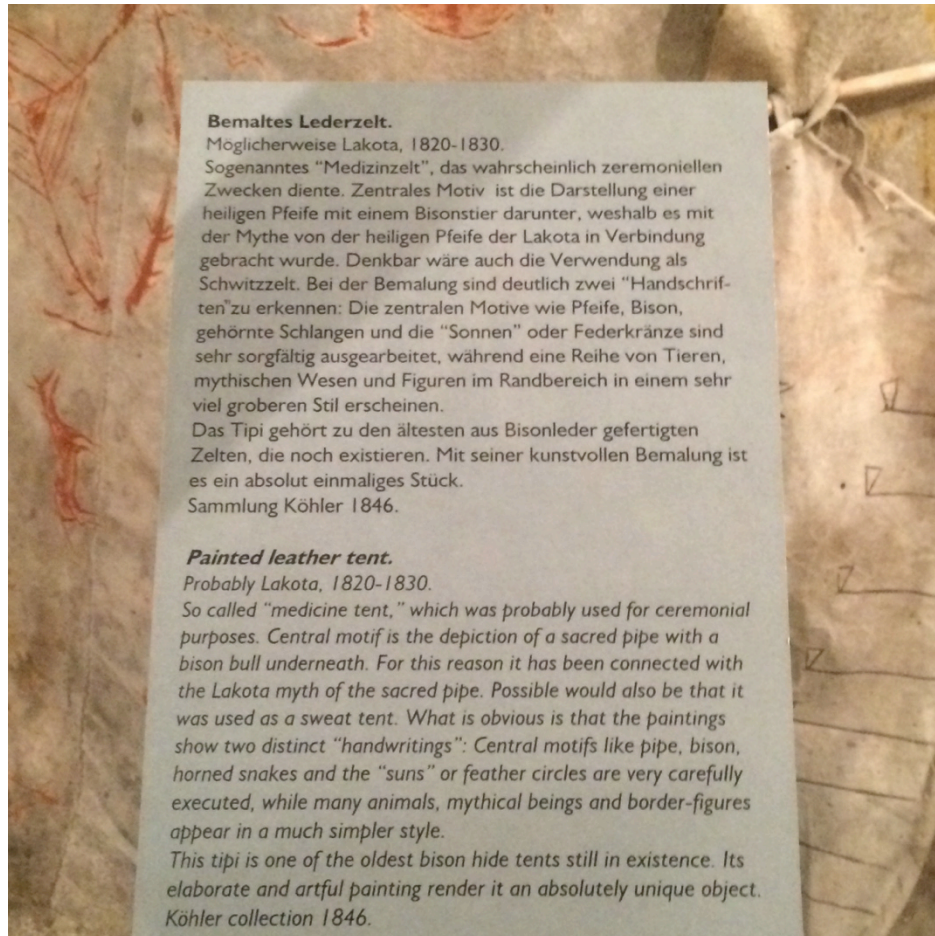 Bemaltes Lederzelt.
Möglicherweise Lakota, 1820-1830.
Sogenanntes “Medizinzelt”, das wahrscheinlich zeremoniellen
Zwecken diente. Zentrales Motiv ist die Darstellung einer
heiligen Pfeife mit einem Bisonstier darunter, weshalb es mit
der Mythe von der heiligen Pfeife der Lakota in Verbindung
gebracht wurde. Denkbar wäre auch die Verwendung als
Schwitzzelt. Bei der Bemalung sind deutlich zwei “Handschrif-
ten”zu erkennen: Die zentralen Motive wie Pfeife, Bison,
gehörnte Schlangen und die “Sonnen” oder Federkränze sind
sehr sorgfältig ausgearbeitet, während eine Reihe von Tieren,
mythischen Wesen und Figuren im Randbereich in einem sehr
viel groberen Stil erscheinen.
Das Tipi gehört zu den ältesten aus Bisonleder gefertigten
Zelten, die noch existieren. Mit seiner kunstvollen Bemalung ist
es ein absolut einmaliges Stück.
Sammlung Köhler 1846.
Painted leather tent.
Probably Lakota, 1820-1830.
So called “medicine tent,” which was probably used for ceremonial
purposes. Central motif is the depiction of a sacred pipe with a
bison bull underneath. For this reason it has been connected with
the Lakota myth of the sacred pipe. Possible would also be that it
was used as a sweat tent. What is obvious is that the paintings
show two distinct “handwritings”: Central motifs like pipe, bison,
horned snakes and the “suns” or feather circles are very carefully
executed, while many animals, mythical beings and border-figures
appear in a much simpler style.
This tipi is one of the oldest bison hide tents still in existence. Its
elaborate and artful painting render it an absolutely unique object.
Köhler collection 1846.